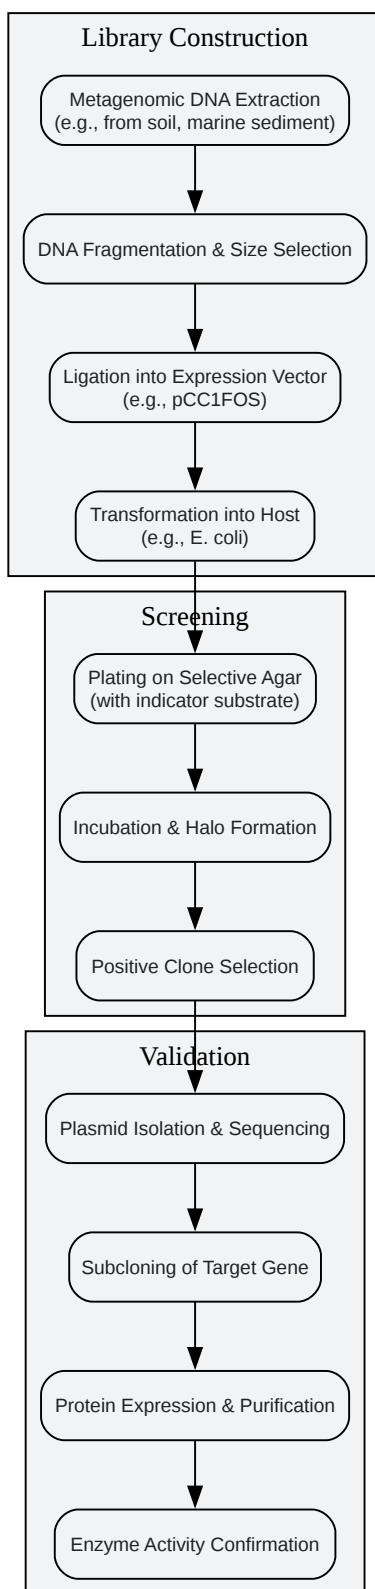 Library Construction
Metagenomic DNA Extraction
(e.g., from soil, marine sediment)
DNA Fragmentation & Size Selection
Ligation into Expression Vector
(e.g., pCC1FOS)
Transformation into Host
(e.g., E. coli)
Screening
Plating on Selective Agar
(with indicator substrate)
Incubation & Halo Formation
Positive Clone Selection
Validation
Plasmid Isolation & Sequencing
Subcloning of Target Gene
Protein Expression & Purification
Enzyme Activity Confirmation